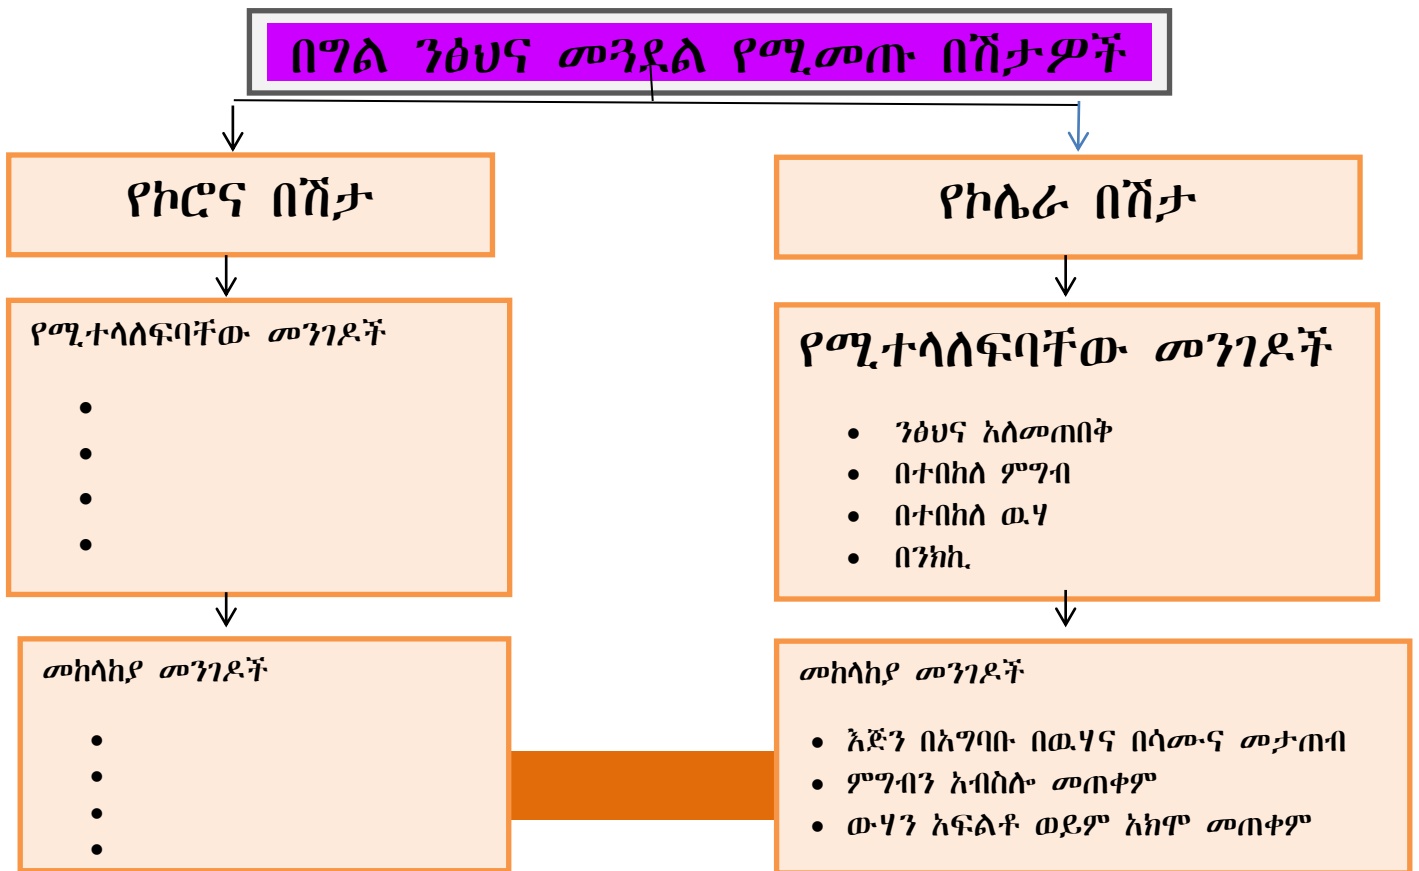 በግል ንፅህና መጓደል የሚመጡ በሽታዎች
የኮሮና በሽታ
የሚተላለፍባቸው መንገዶች
•
•
•
•
መከላከያ መንገዶች
•
•
•
•
የኮሌራ በሽታ
የሚተላለፍባቸው መንገዶች
• ንፅህና አለመጠበቅ
• በተበከለ ምግብ
• በተበከለ ዉሃ
• በንክኪ
መከላከያ መንገዶች
• እጅን በአግባቡ በዉሃና በሳሙና መታጠብ
• ምግብን አብስሎ መጠቀም
• ውሃን አፍልቶ ወይም አክሞ መጠቀም